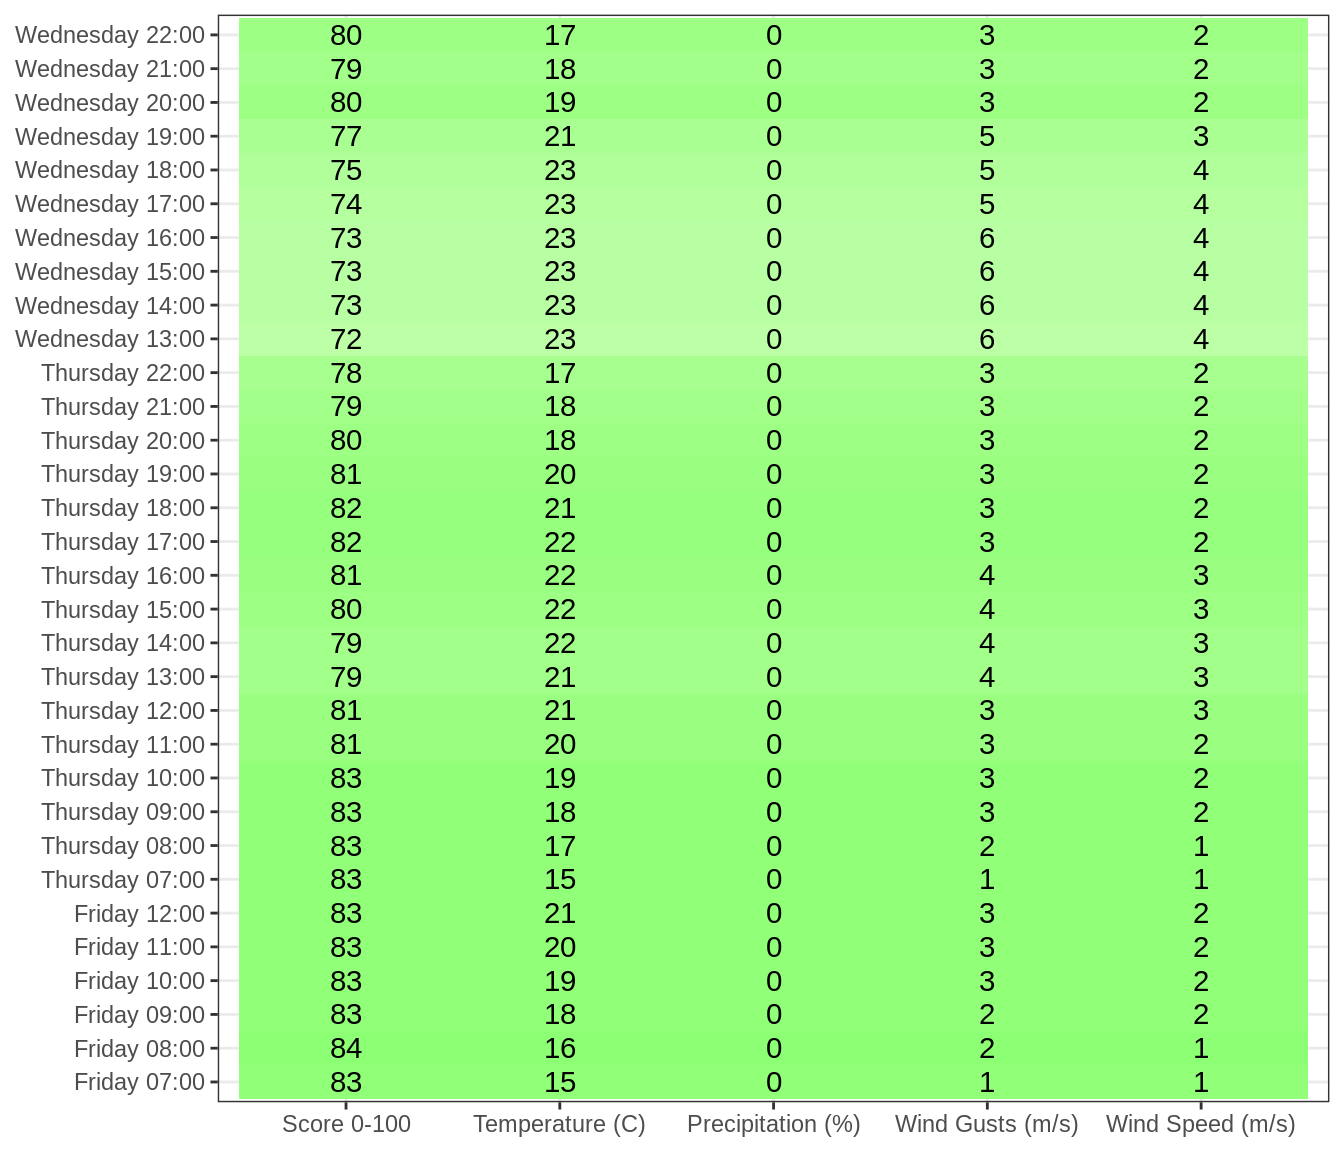 Wednesday 22:00 80 17 0 3 2
Wednesday 21:00 79 18 0 3 2
Wednesday 20:00 80 19 0 3 2
Wednesday 19:00 77 21 0 5 3
Wednesday 18:00 75 23 0 5 4
Wednesday 17:00 74 23 0 5 4
Wednesday 16:00 73 23 0 6 4
Wednesday 15:00 73 23 0 6 4
Wednesday 14:00 73 23 0 6 4
Wednesday 13:00 72 23 0 6 4
Thursday 22:00 78 17 0 3 2
Thursday 21:00 79 18 0 3 2
Thursday 20:00 80 18 0 3 2
Thursday 19:00 81 20 0 3 2
Thursday 18:00 82 21 0 3 2
Thursday 17:00 82 22 0 3 2
Thursday 16:00 81 22 0 4 3
Thursday 15:00 80 22 0 4 3
Thursday 14:00 79 22 0 4 3
Thursday 13:00 79 21 0 4 3
Thursday 12:00 81 21 0 3 3
Thursday 11:00 81 20 0 3 2
Thursday 10:00 83 19 0 3 2
Thursday 09:00 83 18 0 3 2
Thursday 08:00 83 17 0 2 1
Thursday 07:00 83 15 0 1 1
Friday 12:00 83 21 0 3 2
Friday 11:00 83 20 0 3 2
Friday 10:00 83 19 0 3 2
Friday 09:00 83 18 0 2 2
Friday 08:00 84 16 0 2 1
Friday 07:00 83 15 0 1 1
Score 0-100 Temperature (C) Precipitation (%) Wind Gusts (m/s) Wind Speed (m/s)